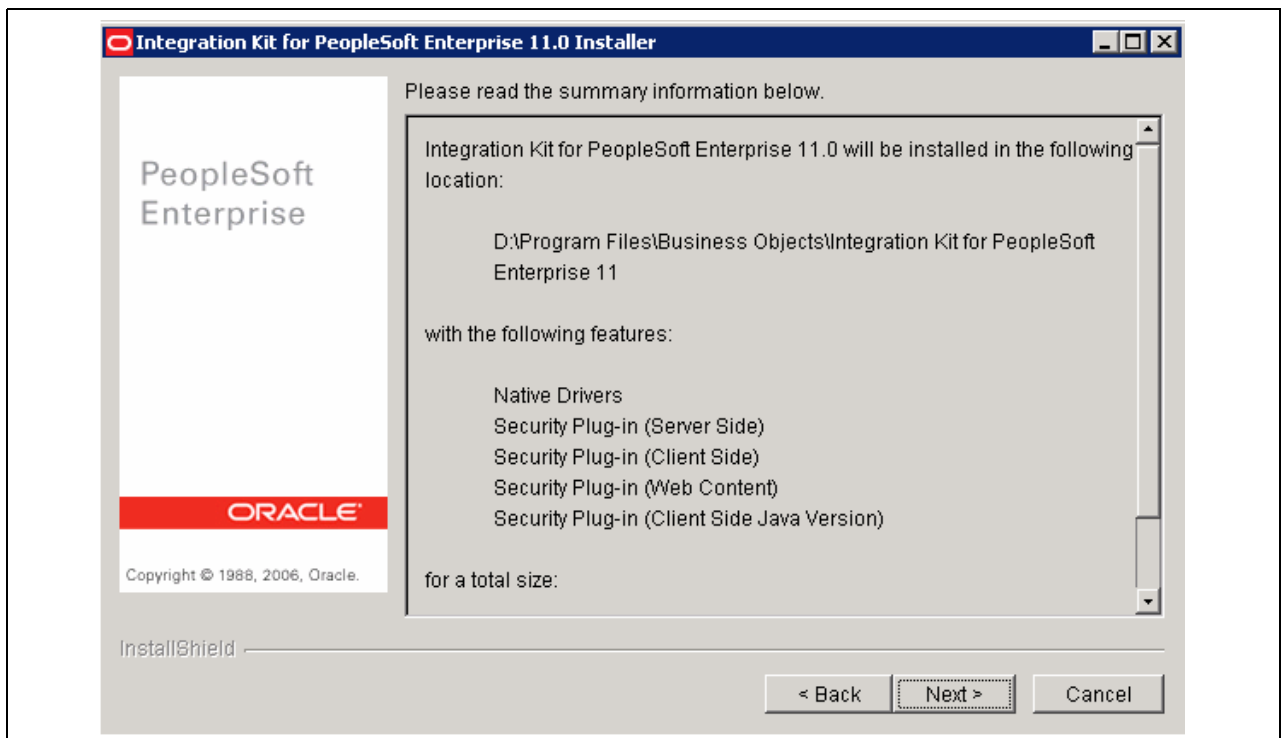 Integration Kit for PeopleSoft Enterprise 11.0 Installer
PeopleSoft
Enterprise
ORACLE
Copyright © 1988, 2006, Oracle.
Please read the summary information below.
Integration Kit for PeopleSoft Enterprise 11.0 will be installed in the following
location:
D:\Program Files\Business Objects\Integration Kit for PeopleSoft
Enterprise 11
with the following features:
Native Drivers
Security Plug-in (Server Side)
Security Plug-in (Client Side)
Security Plug-in (Web Content)
Security Plug-in (Client Side Java Version)
for a total size:
InstallShield
< Back
Next >
Cancel